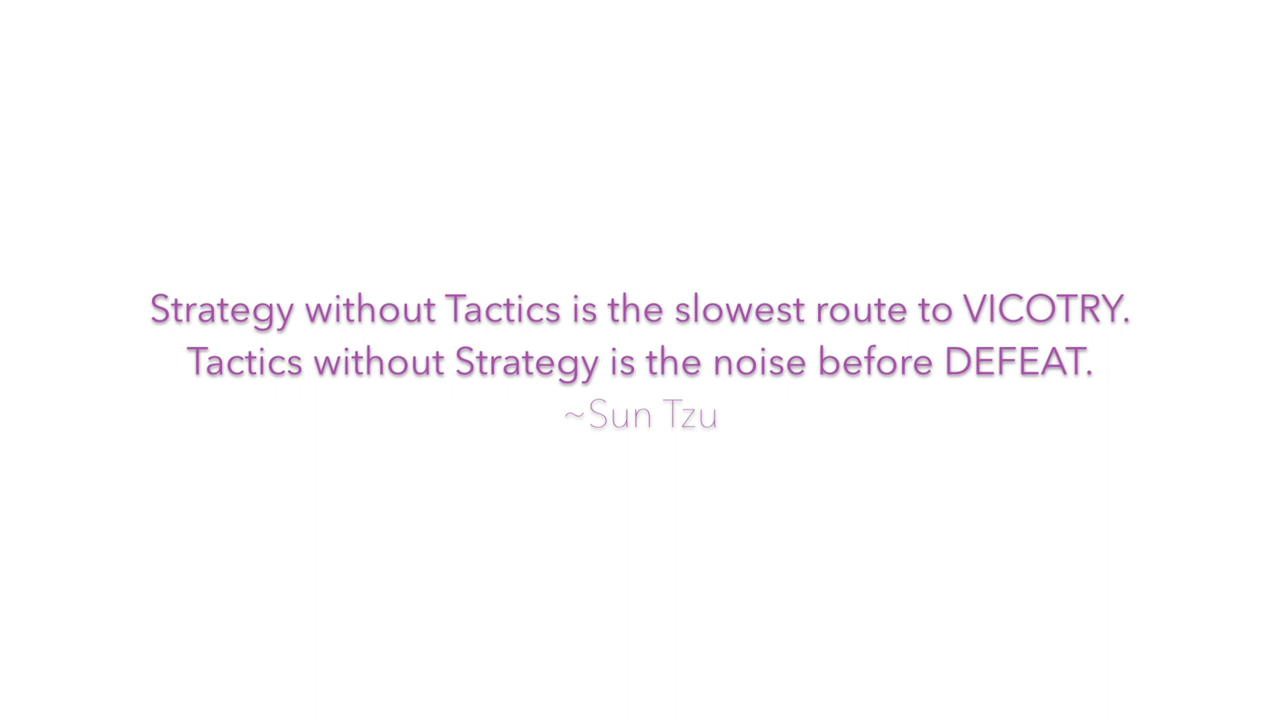 Strategy without Tactics is the slowest route to VICOTRY.
Tactics without Strategy is the noise before DEFEAT.
~Sun Tzu